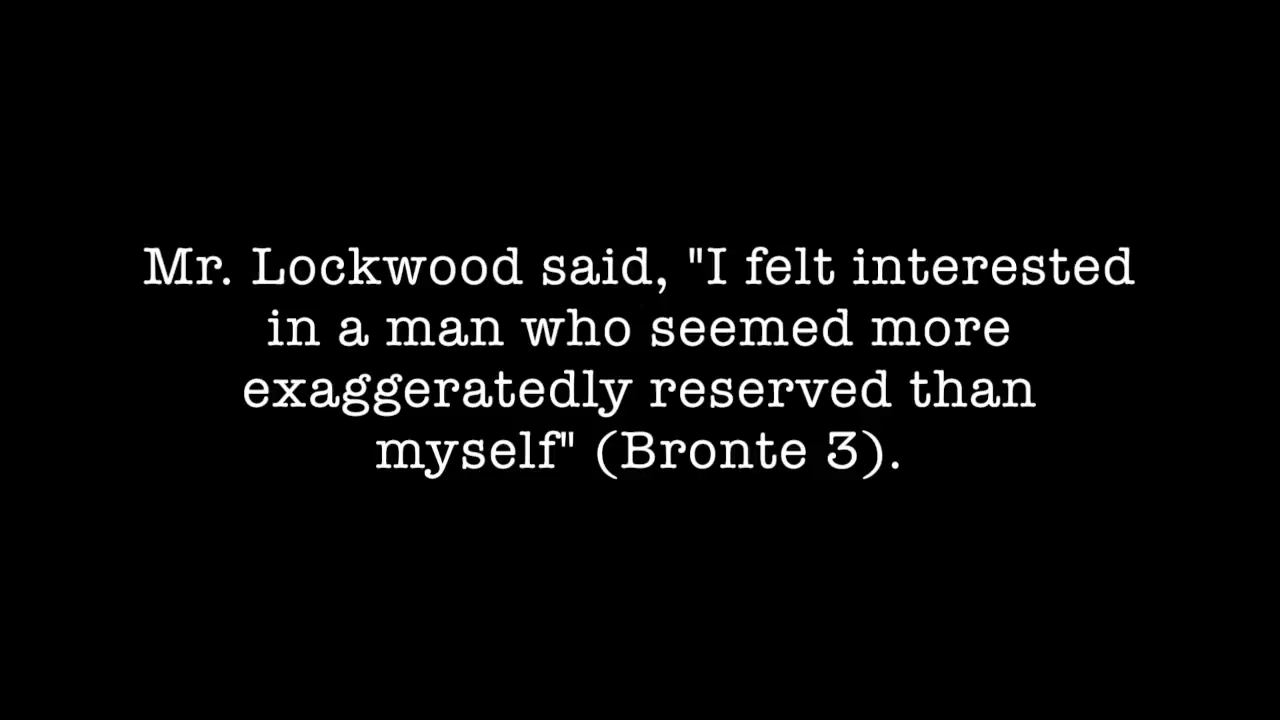 Mr. Lockwood said, "I felt interested
in a man who seemed more
exaggeratedly reserved than
myself" (Bronte 3).